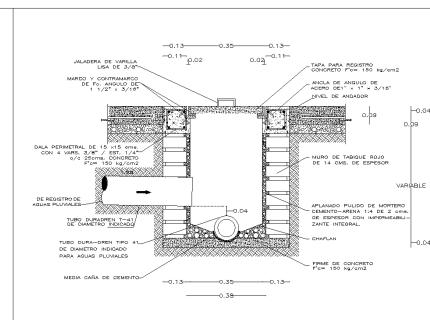 0.13
0.35
0.13
0.11
0.02
0.02
0.11
JALADERA DE VARILLA
LISA DE 3/8"
MARDO Y CONTRAMARCO
DE Fo. ANGULO DE
1 1/2" x 3/16"
DALA PERIMETRAL DE 15 x15 cms.
CON 4 VARS. 3/8" / EST. 1/4"
a/c 25cms. CONCRETO
F'c= 150 kg/cm2
DE REGISTRO DE
AGUAS PLUVIALES
TUBO DURADREN T-41
DE DIAMETRO INDICADO
TUBO DURA-DREN TIPO 41
DE DIAMETRO INDICADO
PARA AGUAS PLUVIALES
MEDIA CAÑA DE CEMENTO
TAPA PARA REGISTRO
CONCRETO F'c= 150 kg/cm2
ANCLA DE ANGULO DE
ACERO DE1" x 1" x 3/16"
NIVEL DE ANDADOR
0.04
0.09
0.09
MURO DE TABIQUE ROJO
DE 14 CMS. DE ESPESOR
VARIABLE
APLANADO PULIDO DE MORTERO
CEMENTO-ARENA 1:4 DE 2 cms.
DE ESPESOR CON IMPERMEABILI-
ZANTE INTEGRAL.
0.04
CHAFLAN
0.04
FIRME DE CONCRETO
F'c= 150 kg/cm2
0.13
0.35
0.13
0.39